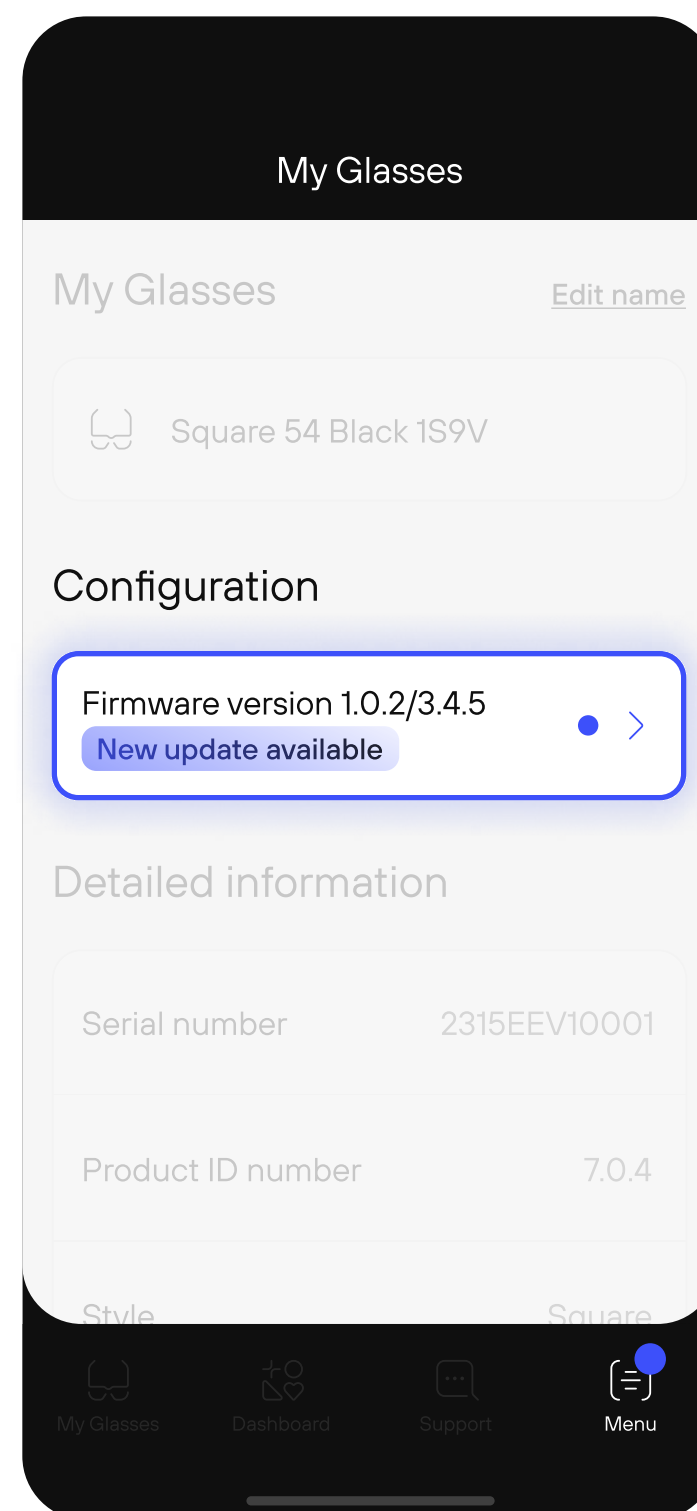 My Glasses
My Glasses
Edit name
Square 54 Black 1S9V
Configuration
Firmware version 1.0.2/3.4.5
New update available
Detailed information
Serial number
2315EEV10001
Product ID number
7.0.4
Style
Square
My Glasses
Dashboard
Support
Menu